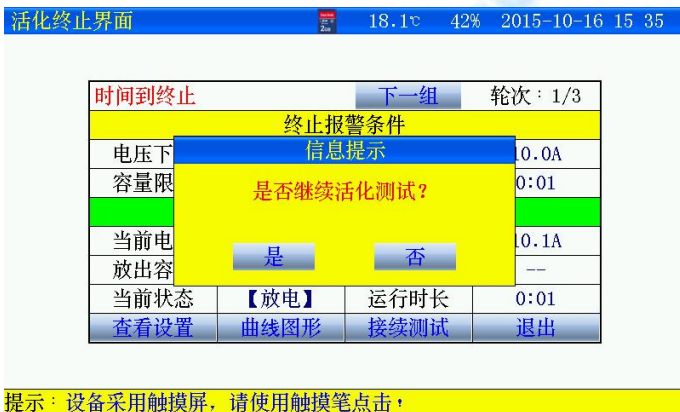 活化终止界面 18.1℃ 42% 2015-10-16 15 35
时间到终止 下一组 轮次：1/3
终止报警条件
电压下 10.0A
信息提示
容量限 0:01
是否继续活化测试？
当前电 10.1A
是 否
放出容 --
当前状态 【放电】 运行时长 0:01
查看设置 曲线图形 接续测试 退出
提示：设备采用触摸屏，请使用触摸笔点击！